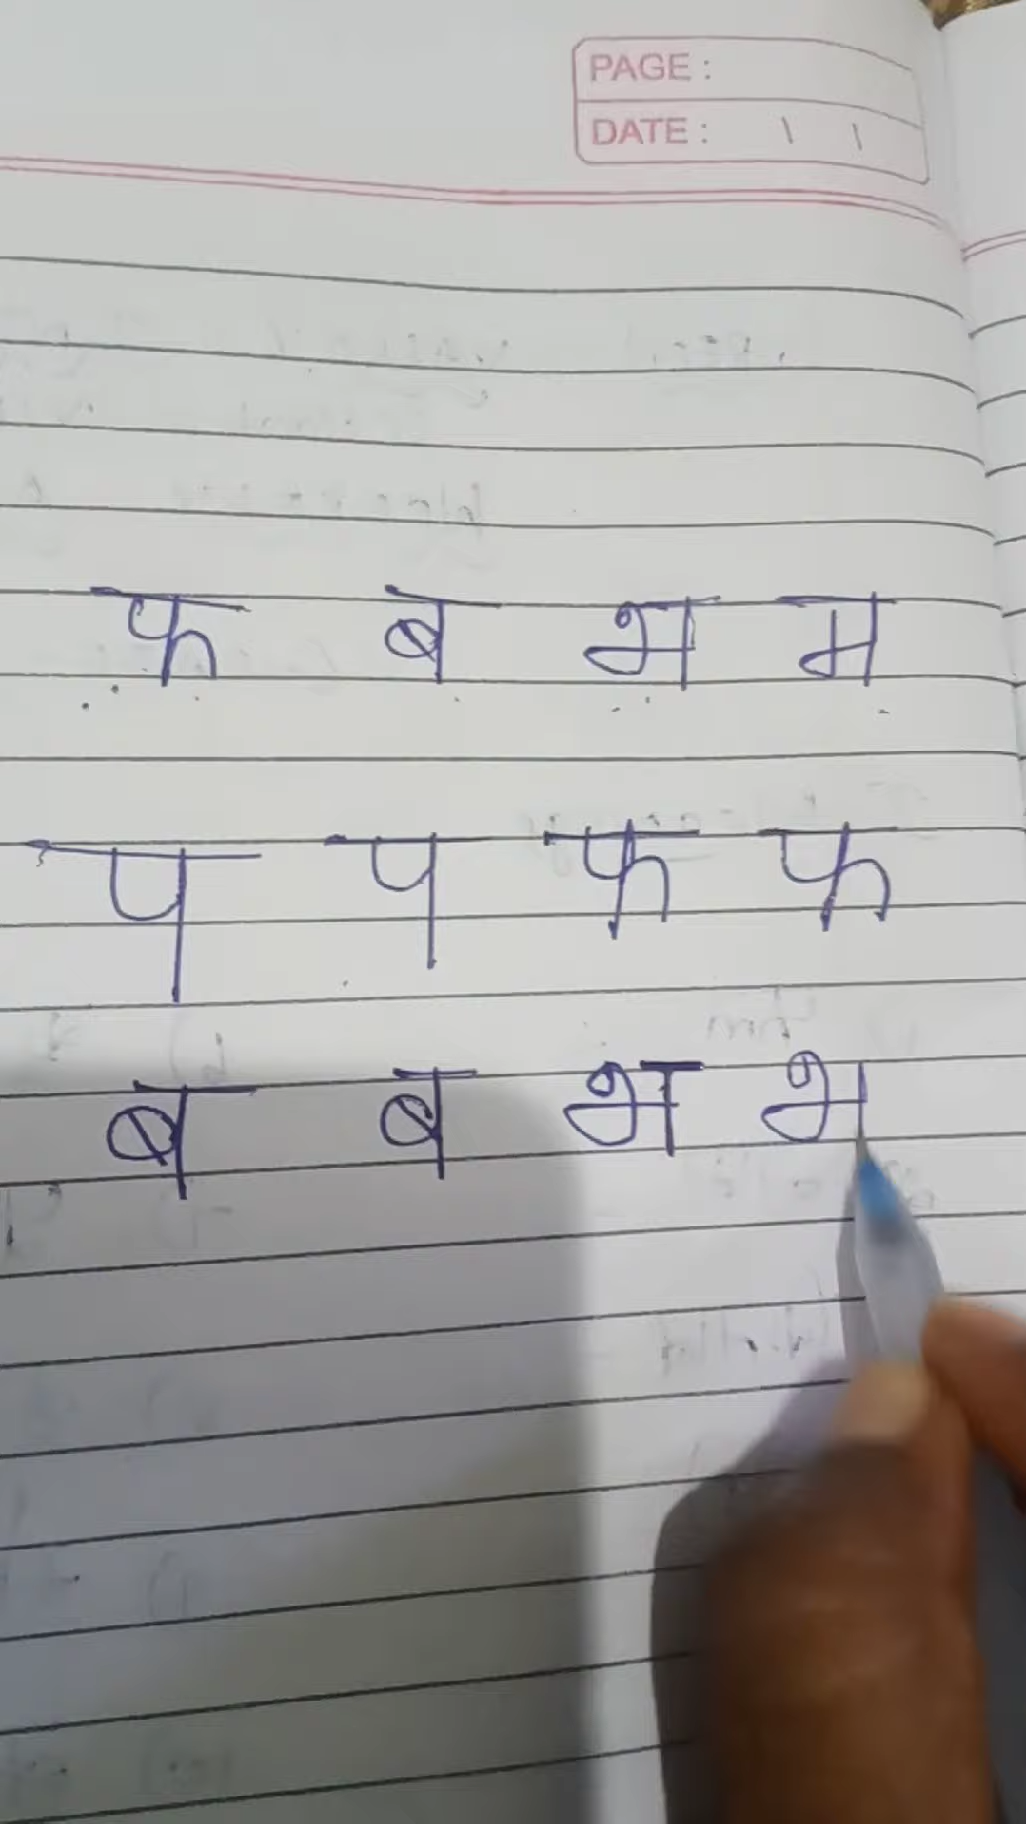 PAGE :
DATE : \ \
फ ब भ म
प प फ फ
ब ब भ भ